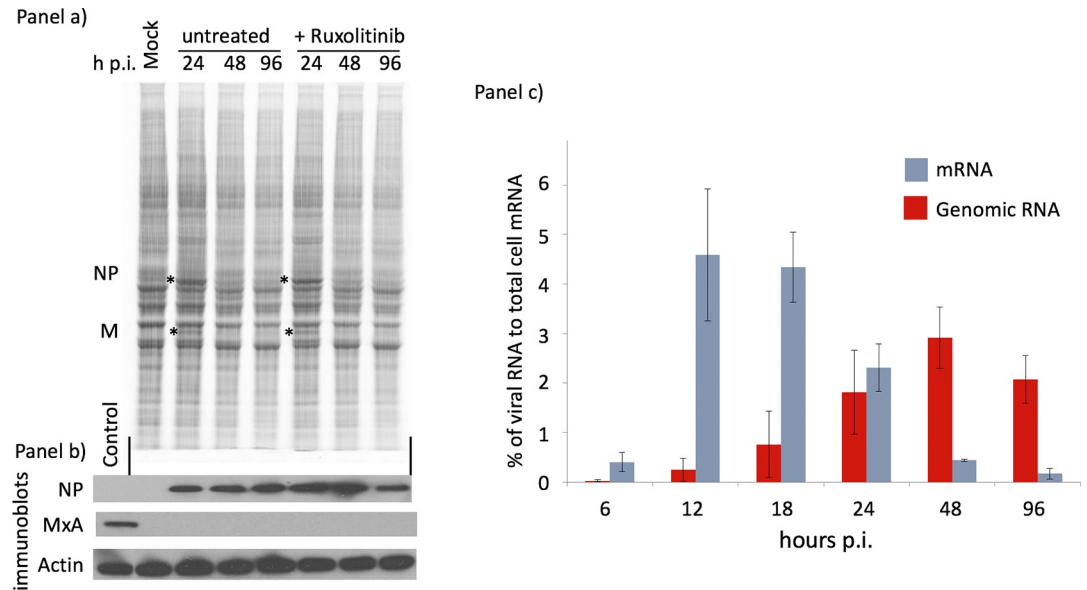 Panel a)
Mock
untreated
+ Ruxolitinib
h p.i.
24 48 96 24 48 96
NP
*
*
M
*
*
Control
Panel b)
immunoblots
NP
MxA
Actin
Panel c)
% of viral RNA to total cell mRNA
6
5
4
3
2
1
0
mRNA
Genomic RNA
6 12 18 24 48 96
hours p.i.